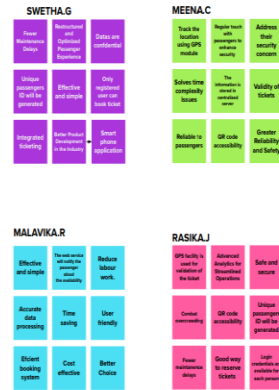 SWETHA.G
Fewer
Maintenance
Delays
Restructured
and
Optimized
Passenger
Experience
Datas are
confidential
Unique
passengers
ID will be
generated
Effective
and simple
Only
registered
user can
book ticket
Integrated
ticketing
Better Product
Development
in the Industry
Smart
phone
application
MEENA.C
Track the
location
using GPS
module
Regular touch
with
passengers to
enhance
security
Address
their
security
concern
Solves time
complexity
issues
The
information is
stored in
centralized
server
Validity of
tickets
Reliable to
passengers
QR code
accessibility
Greater
Reliability
and Safety
MALAVIKA.R
Effective
and simple
The web service
will notify the
passenger
about
the availability
Reduce
labour
work.
Accurate
data
processing
Time
saving
User
friendly
Efcient
booking
system
Cost
effective
Better
Choice
RASIKA.J
GPS facility is
used for
validation of
the ticket
Advanced
Analytics for
Streamlined
Operations
Safe and
secure
Combat
overcrowding
QR code
accessibility
Unique
passengers
ID will be
generated
Fewer
maintenance
delays
Good way
to reserve
tickets
Login
credentials are
available for
each person